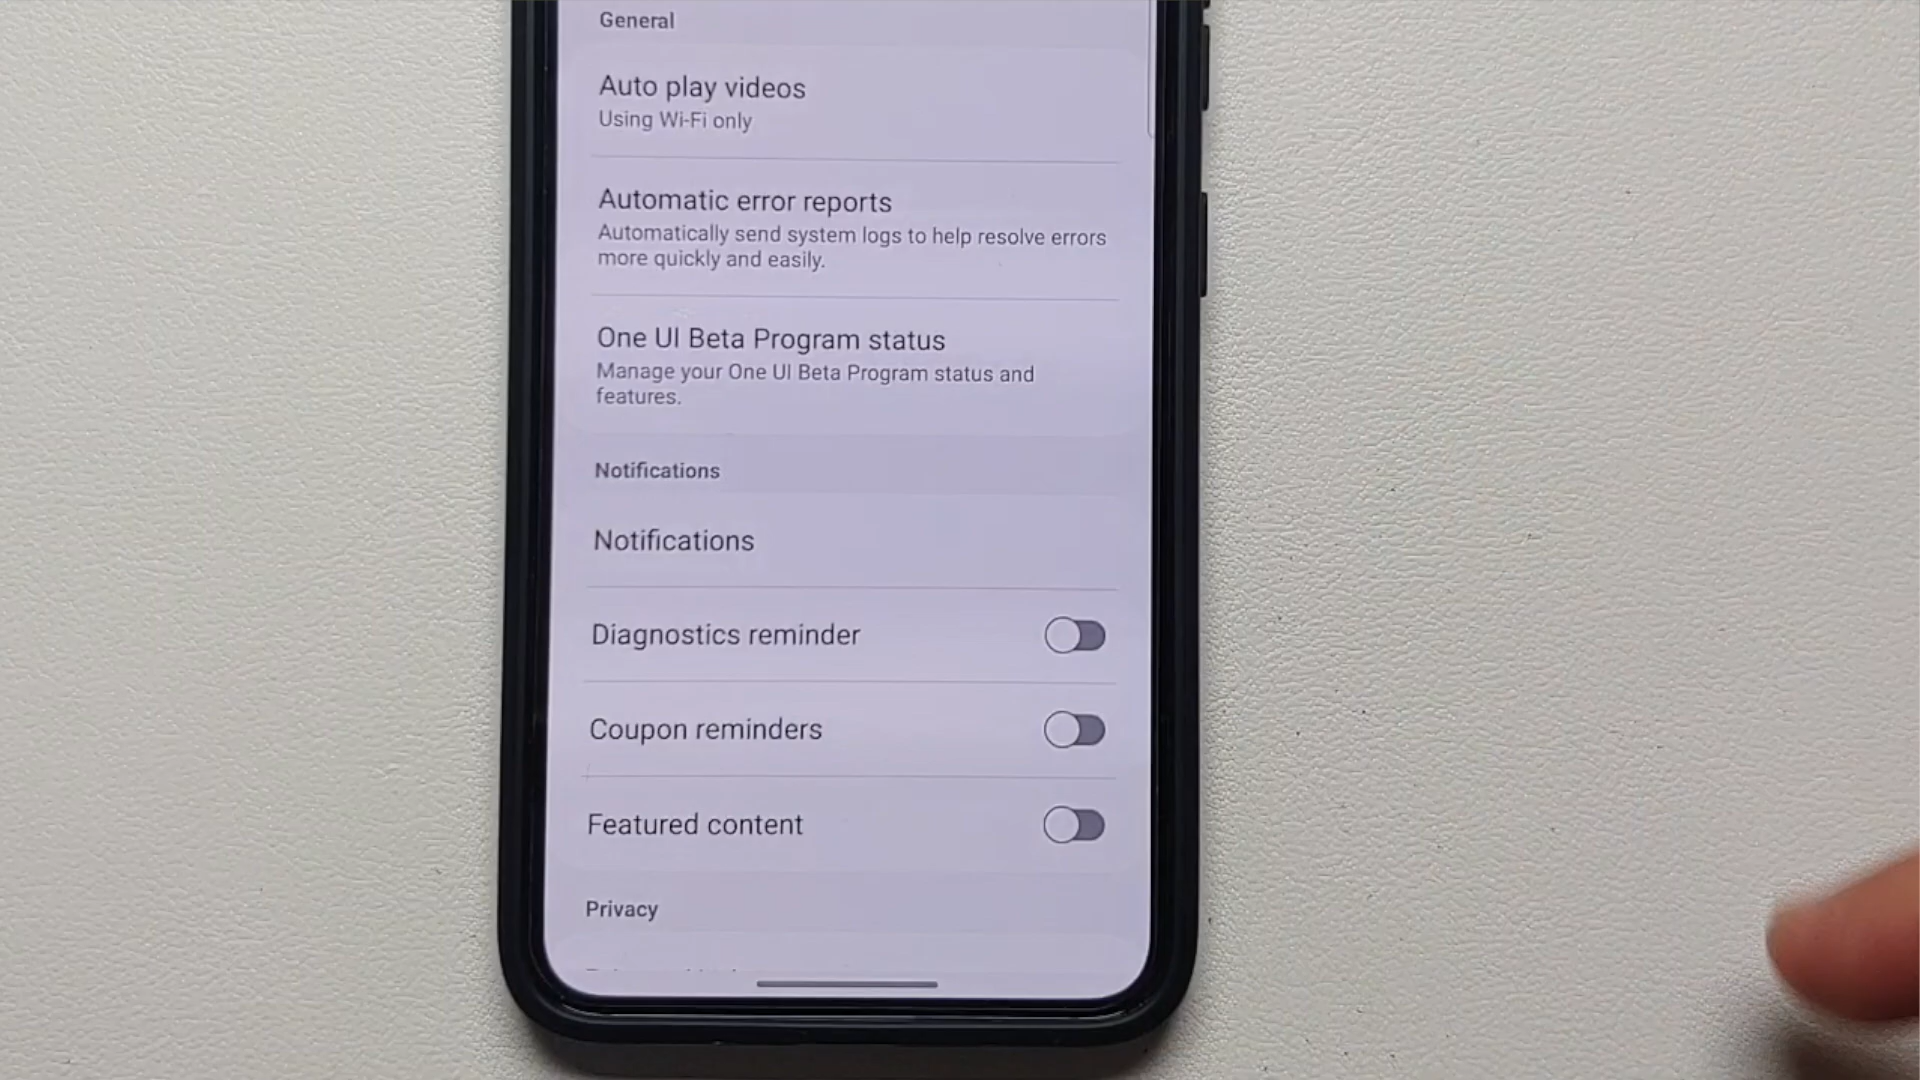 General
Auto play videos
Using Wi-Fi only
Automatic error reports
Automatically send system logs to help resolve errors
more quickly and easily.
One UI Beta Program status
Manage your One UI Beta Program status and
features.
Notifications
Notifications
Diagnostics reminder
Coupon reminders
Featured content
Privacy